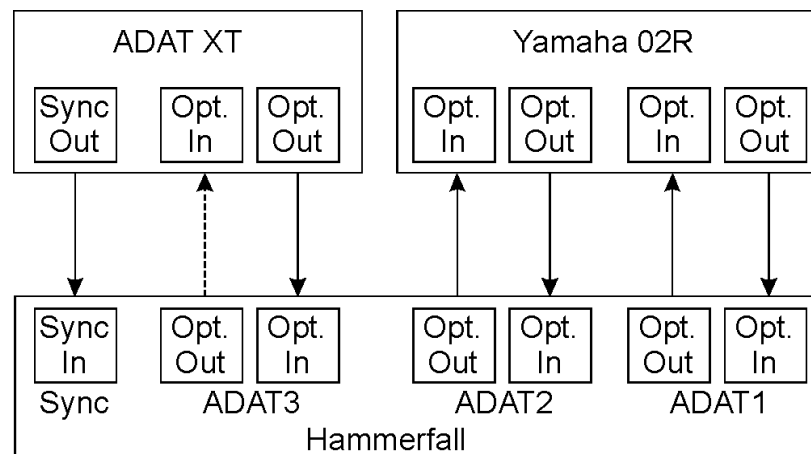 ADAT XT
Yamaha 02R
Sync
Out
Opt.
In
Opt.
Out
Opt.
In
Opt.
Out
Opt.
In
Opt.
Out
Sync
In
Opt.
Out
Opt.
In
Opt.
Out
Opt.
In
Opt.
Out
Opt.
In
Sync
ADAT3
ADAT2
ADAT1
Hammerfall